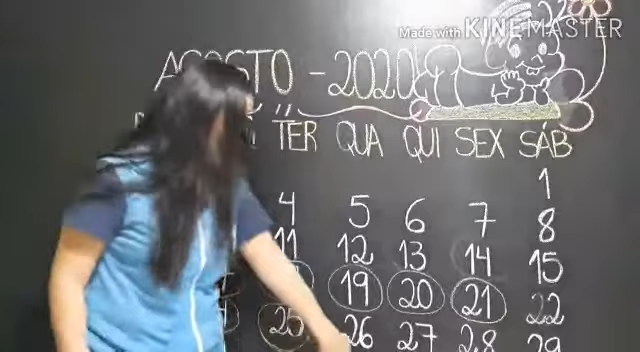 Made with KINEMASTER
AGOSTO - 2020
TER QUA QUI SEX SÁB
1
4 5 6 7 8
11 12 13 14 15
19 20 21 22
25 26 27 28 29